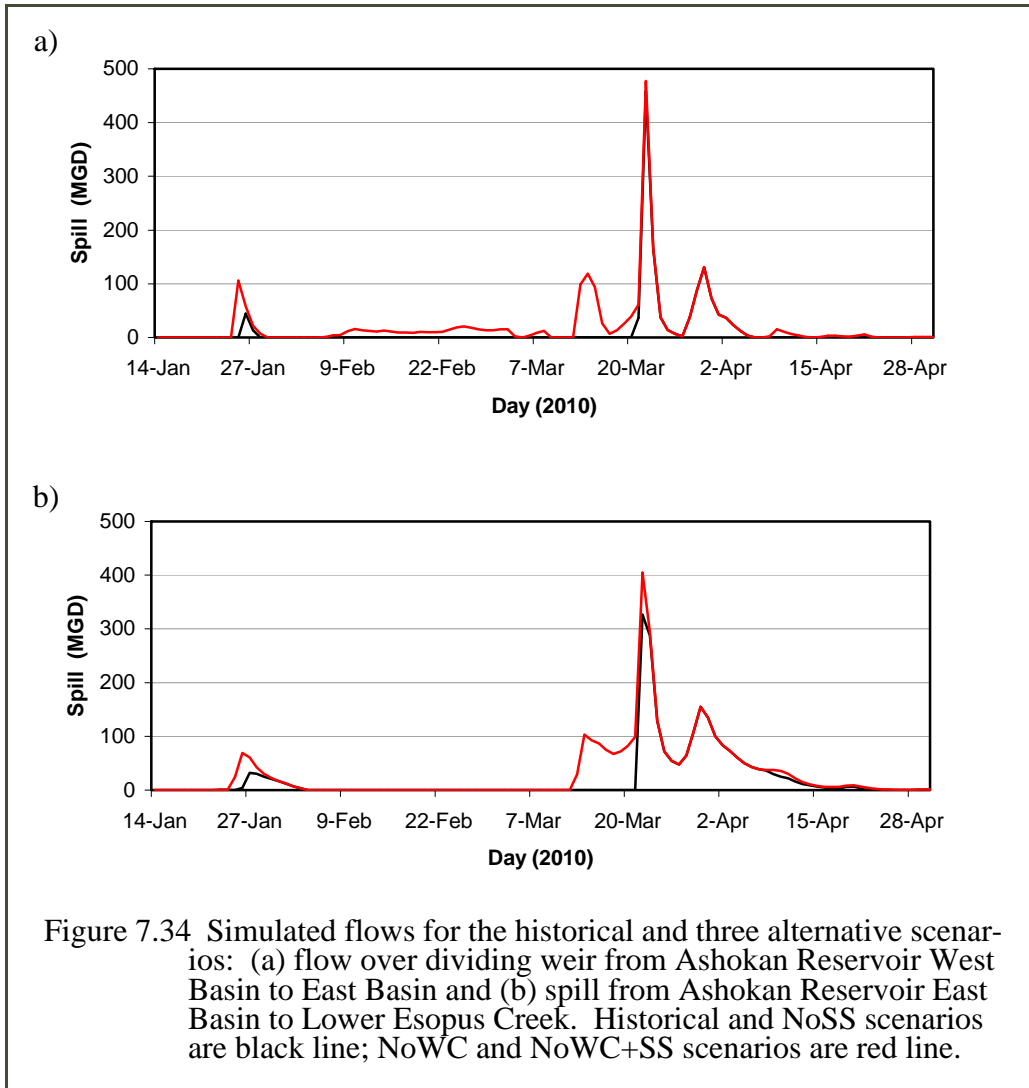 a)
500
400
300
200
100
0
Spill (MGD)
14-Jan 27-Jan 9-Feb 22-Feb 7-Mar 20-Mar 2-Apr 15-Apr 28-Apr
Day (2010)
b)
500
400
300
200
100
0
Spill (MGD)
14-Jan 27-Jan 9-Feb 22-Feb 7-Mar 20-Mar 2-Apr 15-Apr 28-Apr
Day (2010)
Figure 7.34 Simulated flows for the historical and three alternative scenar-
ios: (a) flow over dividing weir from Ashokan Reservoir West
Basin to East Basin and (b) spill from Ashokan Reservoir East
Basin to Lower Esopus Creek. Historical and NoSS scenarios
are black line; NoWC and NoWC+SS scenarios are red line.